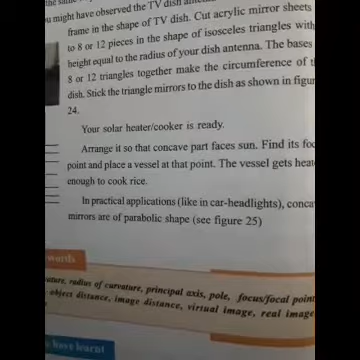 the same
u might have observed the TV dish antenna
frame in the shape of TV dish. Cut acrylic mirror sheets
to 8 or 12 pieces in the shape of isosceles triangles with
height equal to the radius of your dish antenna. The bases
8 or 12 triangles together make the circumference of th
dish. Stick the triangle mirrors to the dish as shown in figur
24.
Your solar heater/cooker is ready.
Arrange it so that concave part faces sun. Find its foc
point and place a vessel at that point. The vessel gets heat
enough to cook rice.
In practical applications (like in car-headlights), conca
mirrors are of parabolic shape (see figure 25)
words
ature, radius of curvature, principal axis, pole, focus/focal point
object distance, image distance, virtual image, real image
have learnt